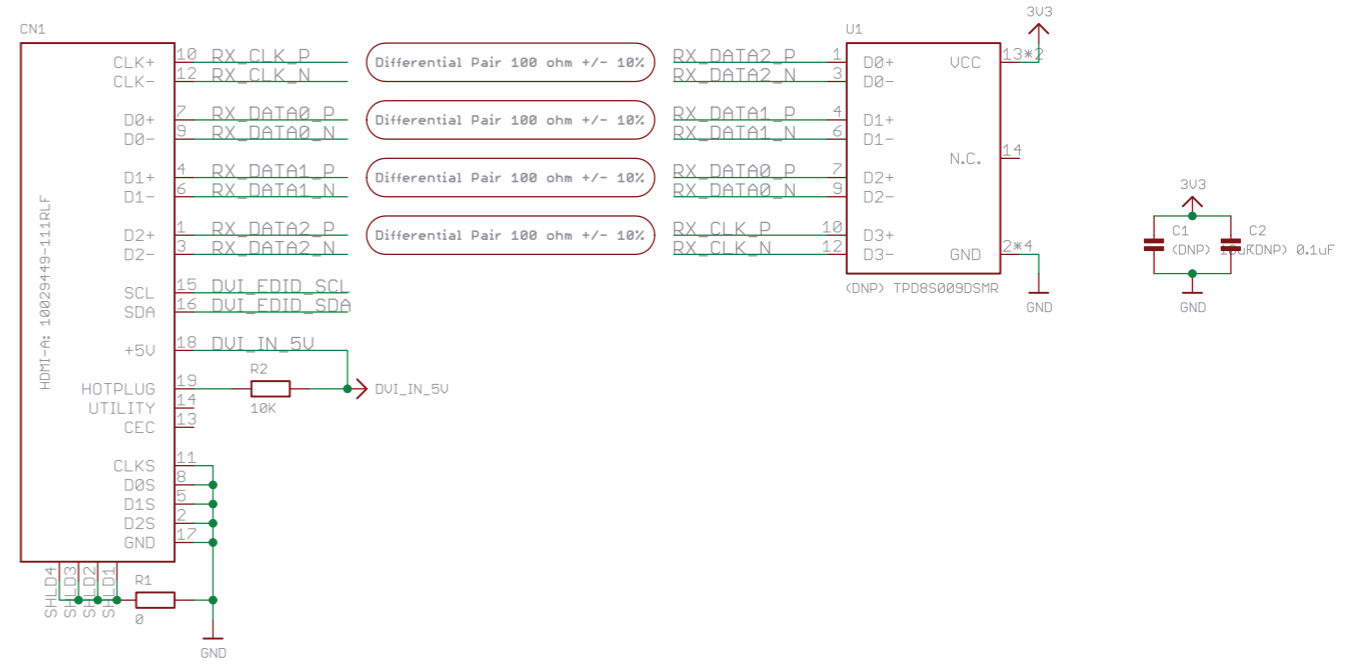 CN1
HDMI-A: 10029449-111RLF
CLK+ 10 RX_CLK_P
CLK- 12 RX_CLK_N
D0+ 7 RX_DATA0_P
D0- 9 RX_DATA0_N
D1+ 4 RX_DATA1_P
D1- 6 RX_DATA1_N
D2+ 1 RX_DATA2_P
D2- 3 RX_DATA2_N
SCL 15 DVI_EDID_SCL
SDA 16 DVI_EDID_SDA
+5V 18 DVI_IN_5V
HOTPLUG 19
R2
10K
DVI_IN_5V
UTILITY 14
CEC 13
CLKS 11
D0S 8
D1S 5
D2S 2
GND 17
SHLD4
SHLD3
SHLD2
SHLD1
R1
0
GND
Differential Pair 100 ohm +/- 10%
Differential Pair 100 ohm +/- 10%
Differential Pair 100 ohm +/- 10%
Differential Pair 100 ohm +/- 10%
U1
RX_DATA2_P 1 D0+
RX_DATA2_N 3 D0-
RX_DATA1_P 4 D1+
RX_DATA1_N 6 D1-
RX_DATA0_P 7 D2+
RX_DATA0_N 9 D2-
RX_CLK_P 10 D3+
RX_CLK_N 12 D3-
VCC 13*2
3V3
N.C. 14
GND 2*4
GND
(DNP) TPD8S009DSMR
3V3
C1
(DNP)
C2
(DNP) 0.1uF
GND